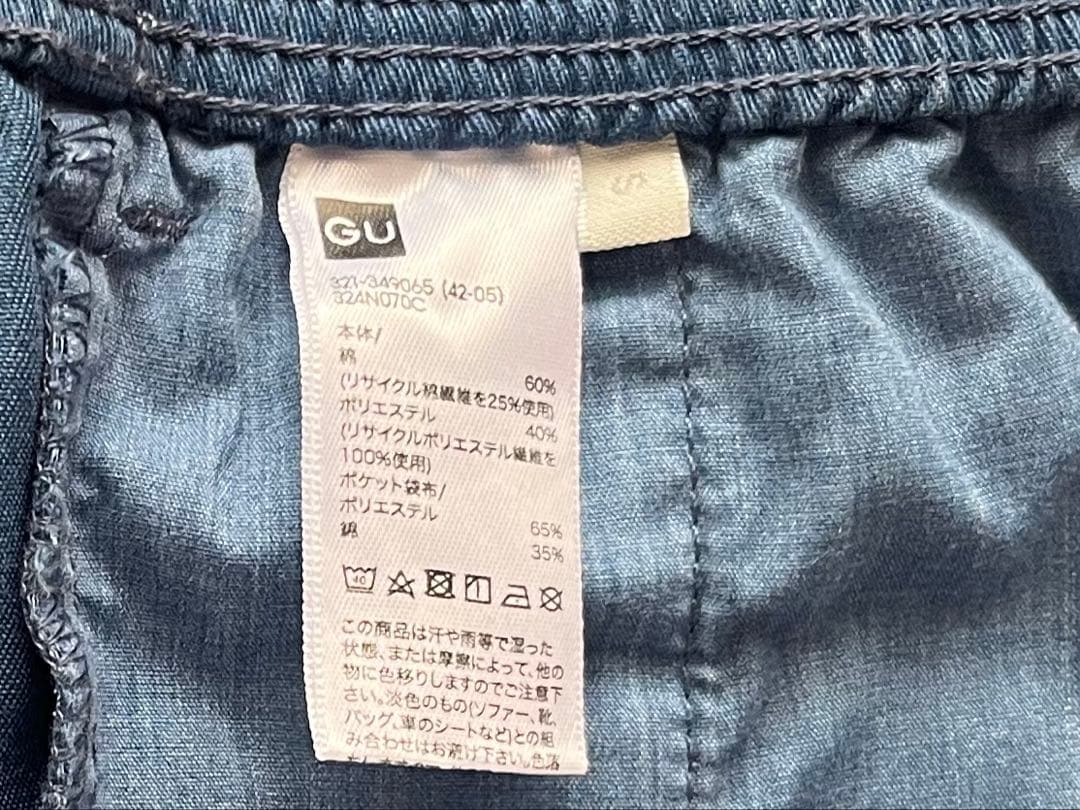 GU
S
321-349065 (42-05)
324N070C
本体/
綿
60%
(リサイクル綿繊維を25%使用)
ポリエステル
40%
(リサイクルポリエステル繊維を
100%使用)
ポケット袋布/
ポリエステル
65%
綿
35%
40
この商品は汗や雨等で湿った
状態、または摩擦によって、他の
物に色移りしますのでご注意下
さい。淡色のもの(ソファー、靴、
バッグ、車のシートなど)との組
み合わせはお避け下さい。色落